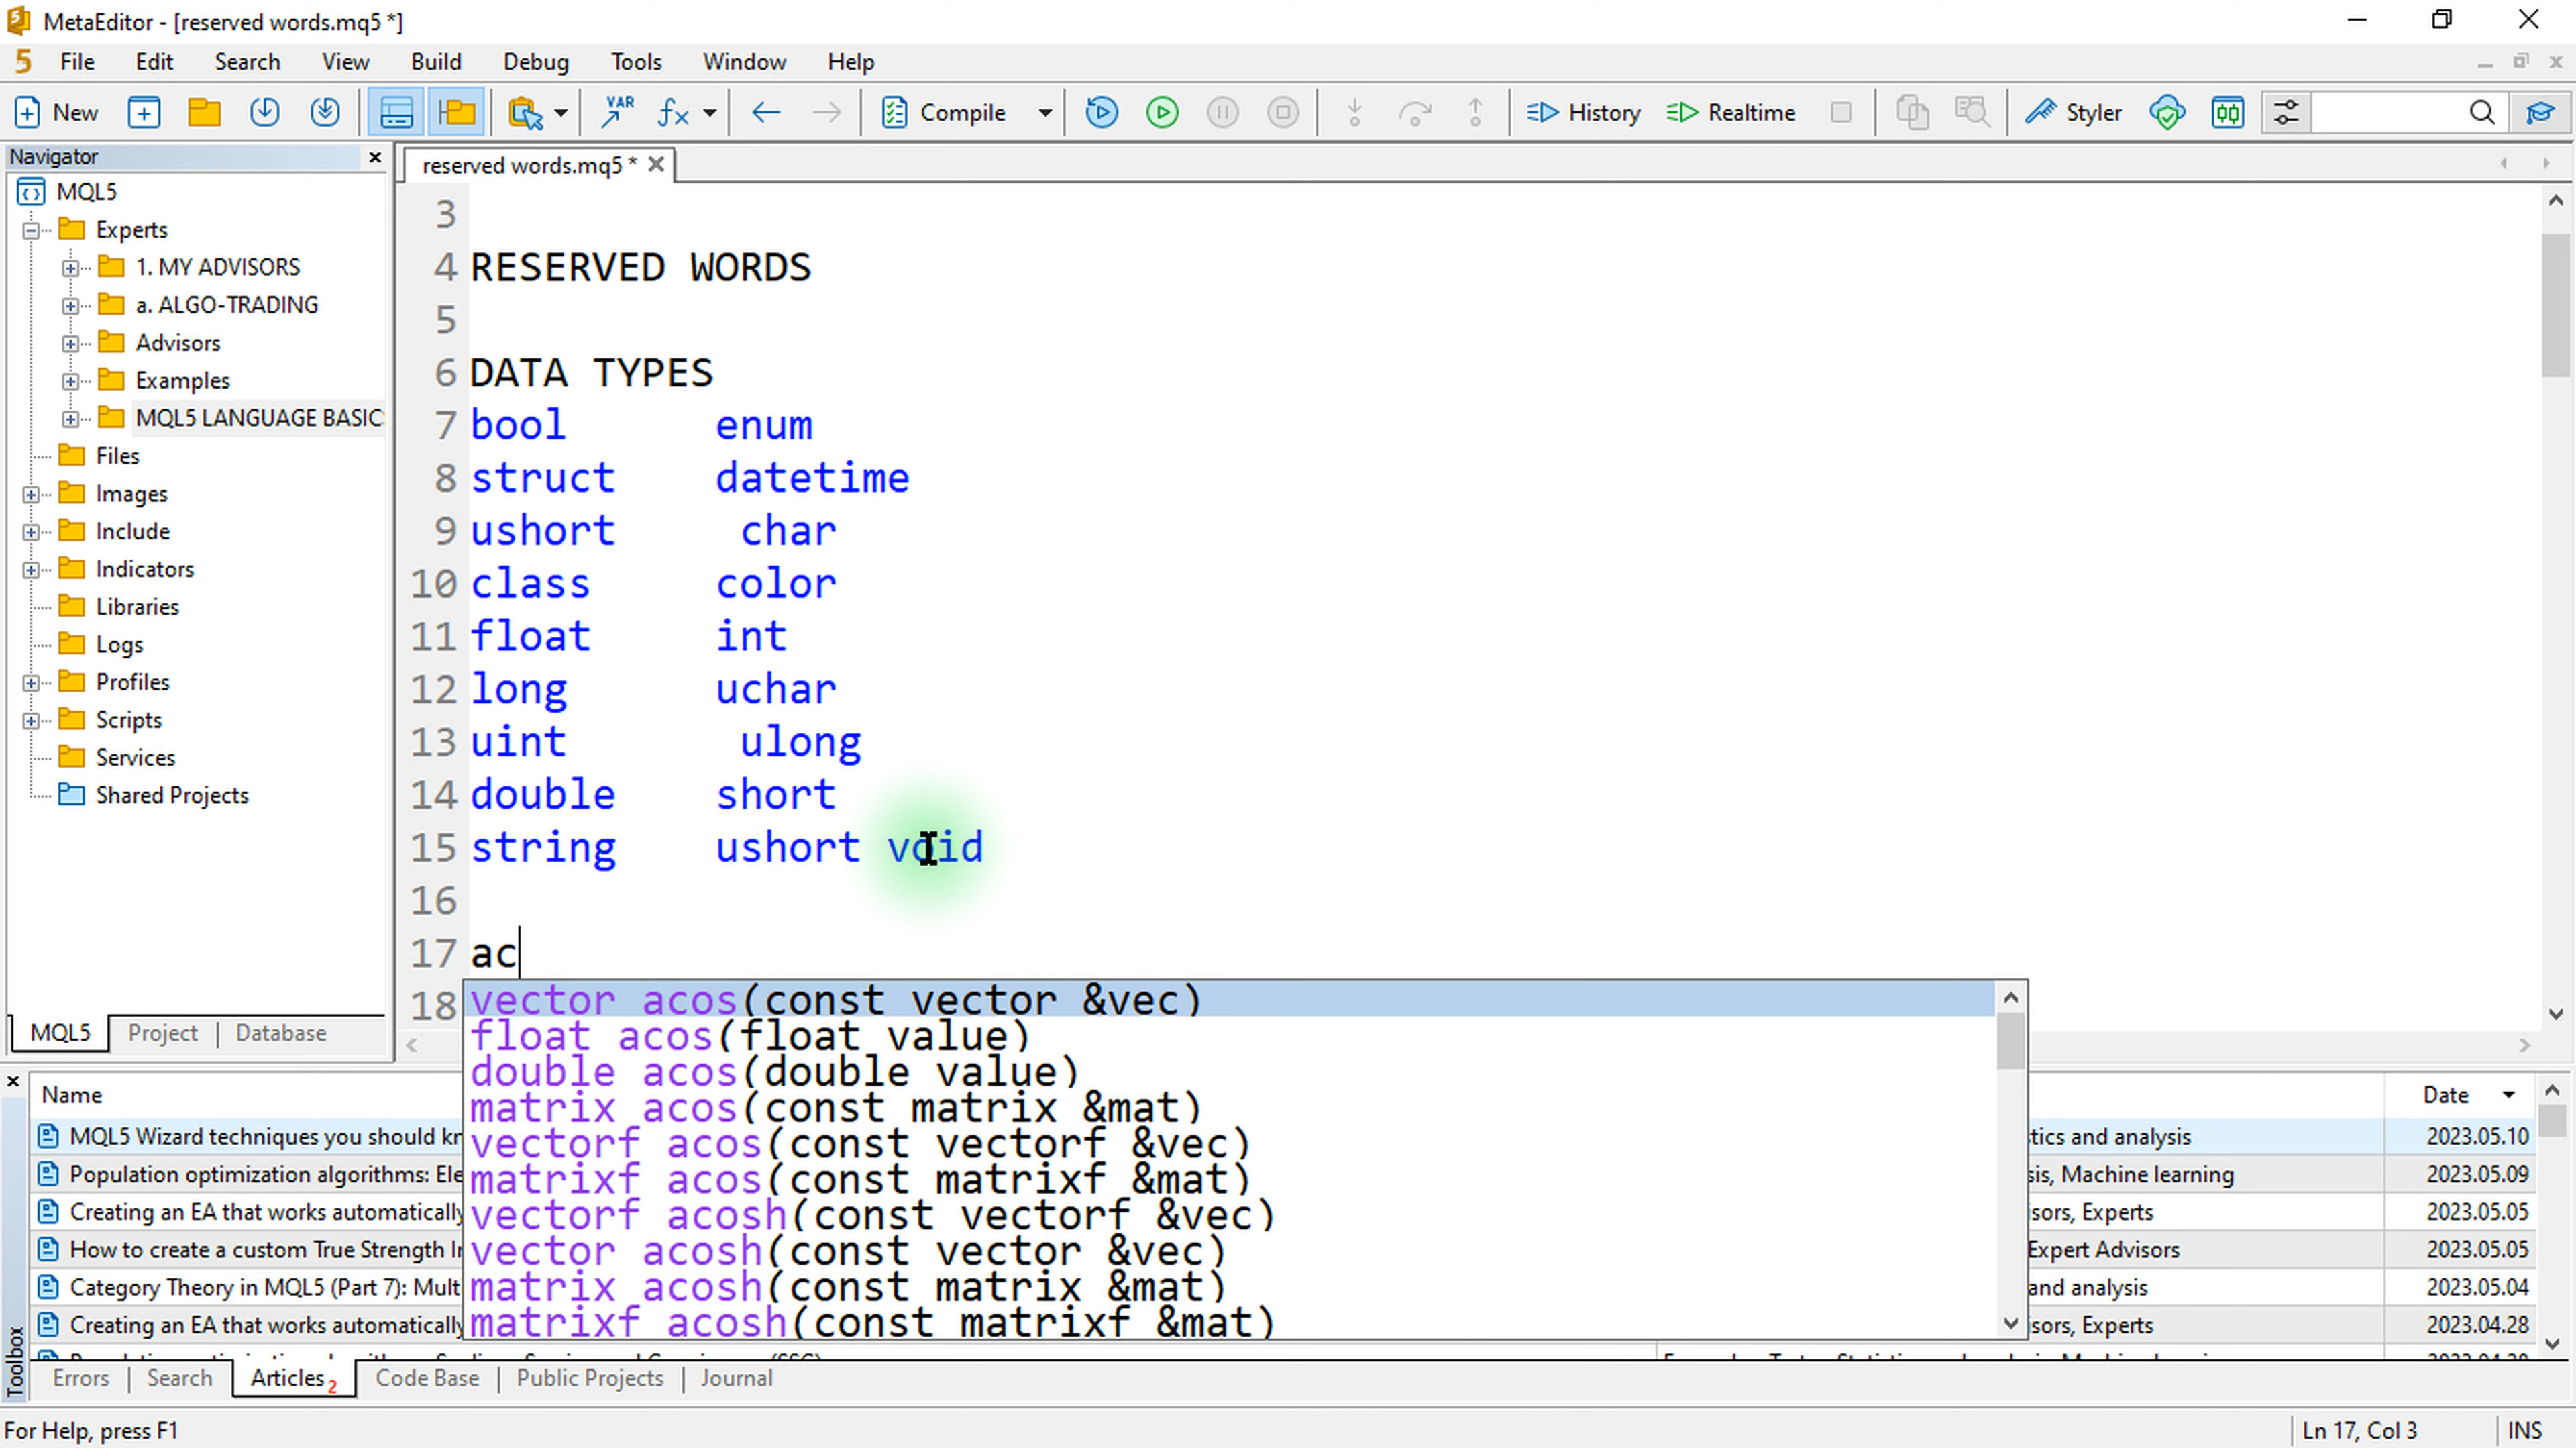 MetaEditor - [reserved words.mq5 *]
5 File Edit Search View Build Debug Tools Window Help
New VAR fx Compile History Realtime Styler
Navigator
reserved words.mq5 *
MQL5
Experts
1. MY ADVISORS
a. ALGO-TRADING
Advisors
Examples
MQL5 LANGUAGE BASIC
Files
Images
Include
Indicators
Libraries
Logs
Profiles
Scripts
Services
Shared Projects
MQL5 Project Database
3
4 RESERVED WORDS
5
6 DATA TYPES
7 bool enum
8 struct datetime
9 ushort char
10 class color
11 float int
12 long uchar
13 uint ulong
14 double short
15 string ushort void
16
17 ac
18
vector acos(const vector &vec)
float acos(float value)
double acos(double value)
matrix acos(const matrix &mat)
vectorf acos(const vectorf &vec)
matrixf acos(const matrixf &mat)
vectorf acosh(const vectorf &vec)
vector acosh(const vector &vec)
matrix acosh(const matrix &mat)
matrixf acosh(const matrixf &mat)
Name Date
MQL5 Wizard techniques you should kn tics and analysis 2023.05.10
Population optimization algorithms: Ele sis, Machine learning 2023.05.09
Creating an EA that works automatically sors, Experts 2023.05.05
How to create a custom True Strength In Expert Advisors 2023.05.05
Category Theory in MQL5 (Part 7): Mult and analysis 2023.05.04
Creating an EA that works automatically sors, Experts 2023.04.28
Toolbox
Errors Search Articles 2 Code Base Public Projects Journal
For Help, press F1 Ln 17, Col 3 INS